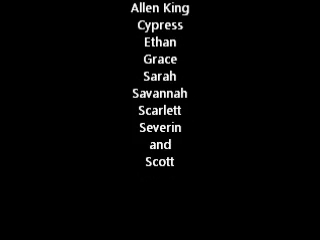 Allen King
Cypress
Ethan
Grace
Sarah
Savannah
Scarlett
Severin
and
Scott